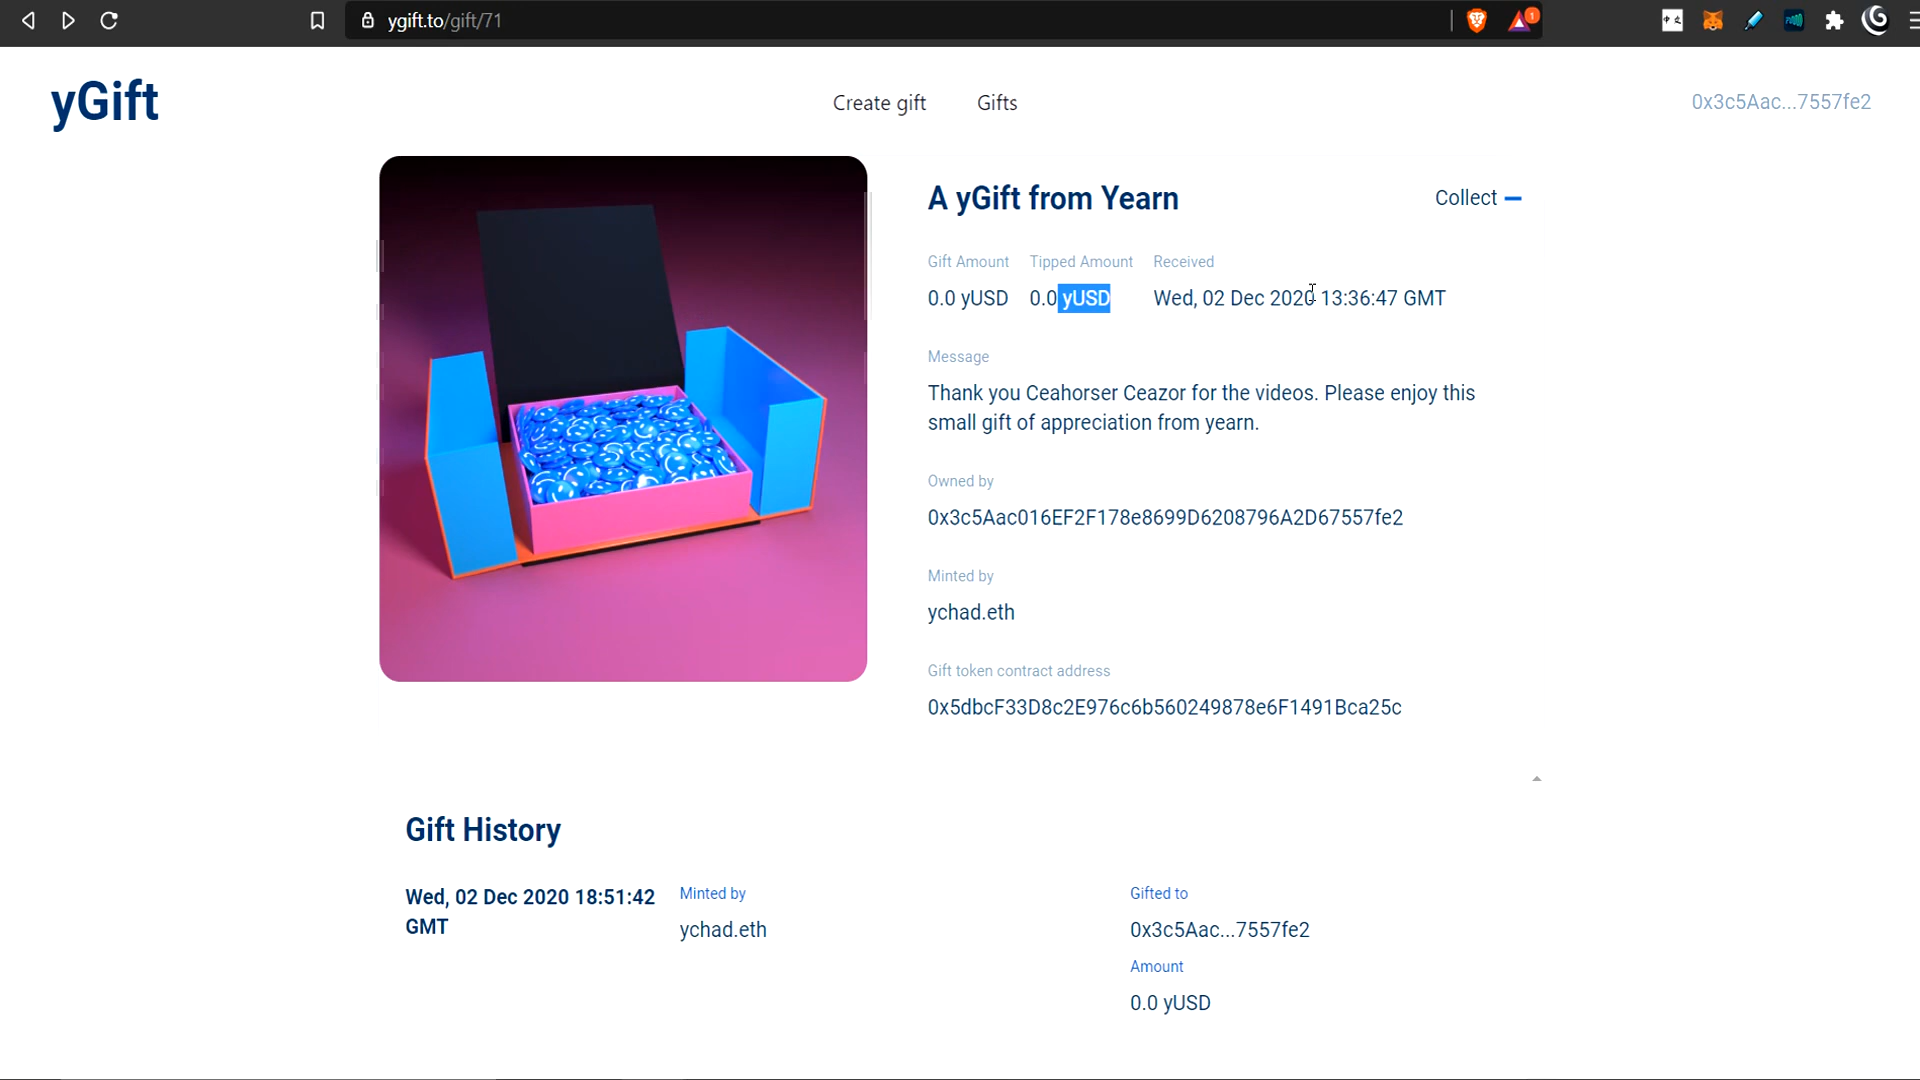 ygift.to/gift/71
1
yGift
Create gift
Gifts
0x3c5Aac...7557fe2
A yGift from Yearn
Collect
Gift Amount
Tipped Amount
Received
0.0 yUSD
0.0 yUSD
Wed, 02 Dec 2020 13:36:47 GMT
Message
Thank you Ceahorser Ceazor for the videos. Please enjoy this
small gift of appreciation from yearn.
Owned by
0x3c5Aac016EF2F178e8699D6208796A2D67557fe2
Minted by
ychad.eth
Gift token contract address
0x5dbcF33D8c2E976c6b560249878e6F1491Bca25c
Gift History
Wed, 02 Dec 2020 18:51:42
GMT
Minted by
ychad.eth
Gifted to
0x3c5Aac...7557fe2
Amount
0.0 yUSD